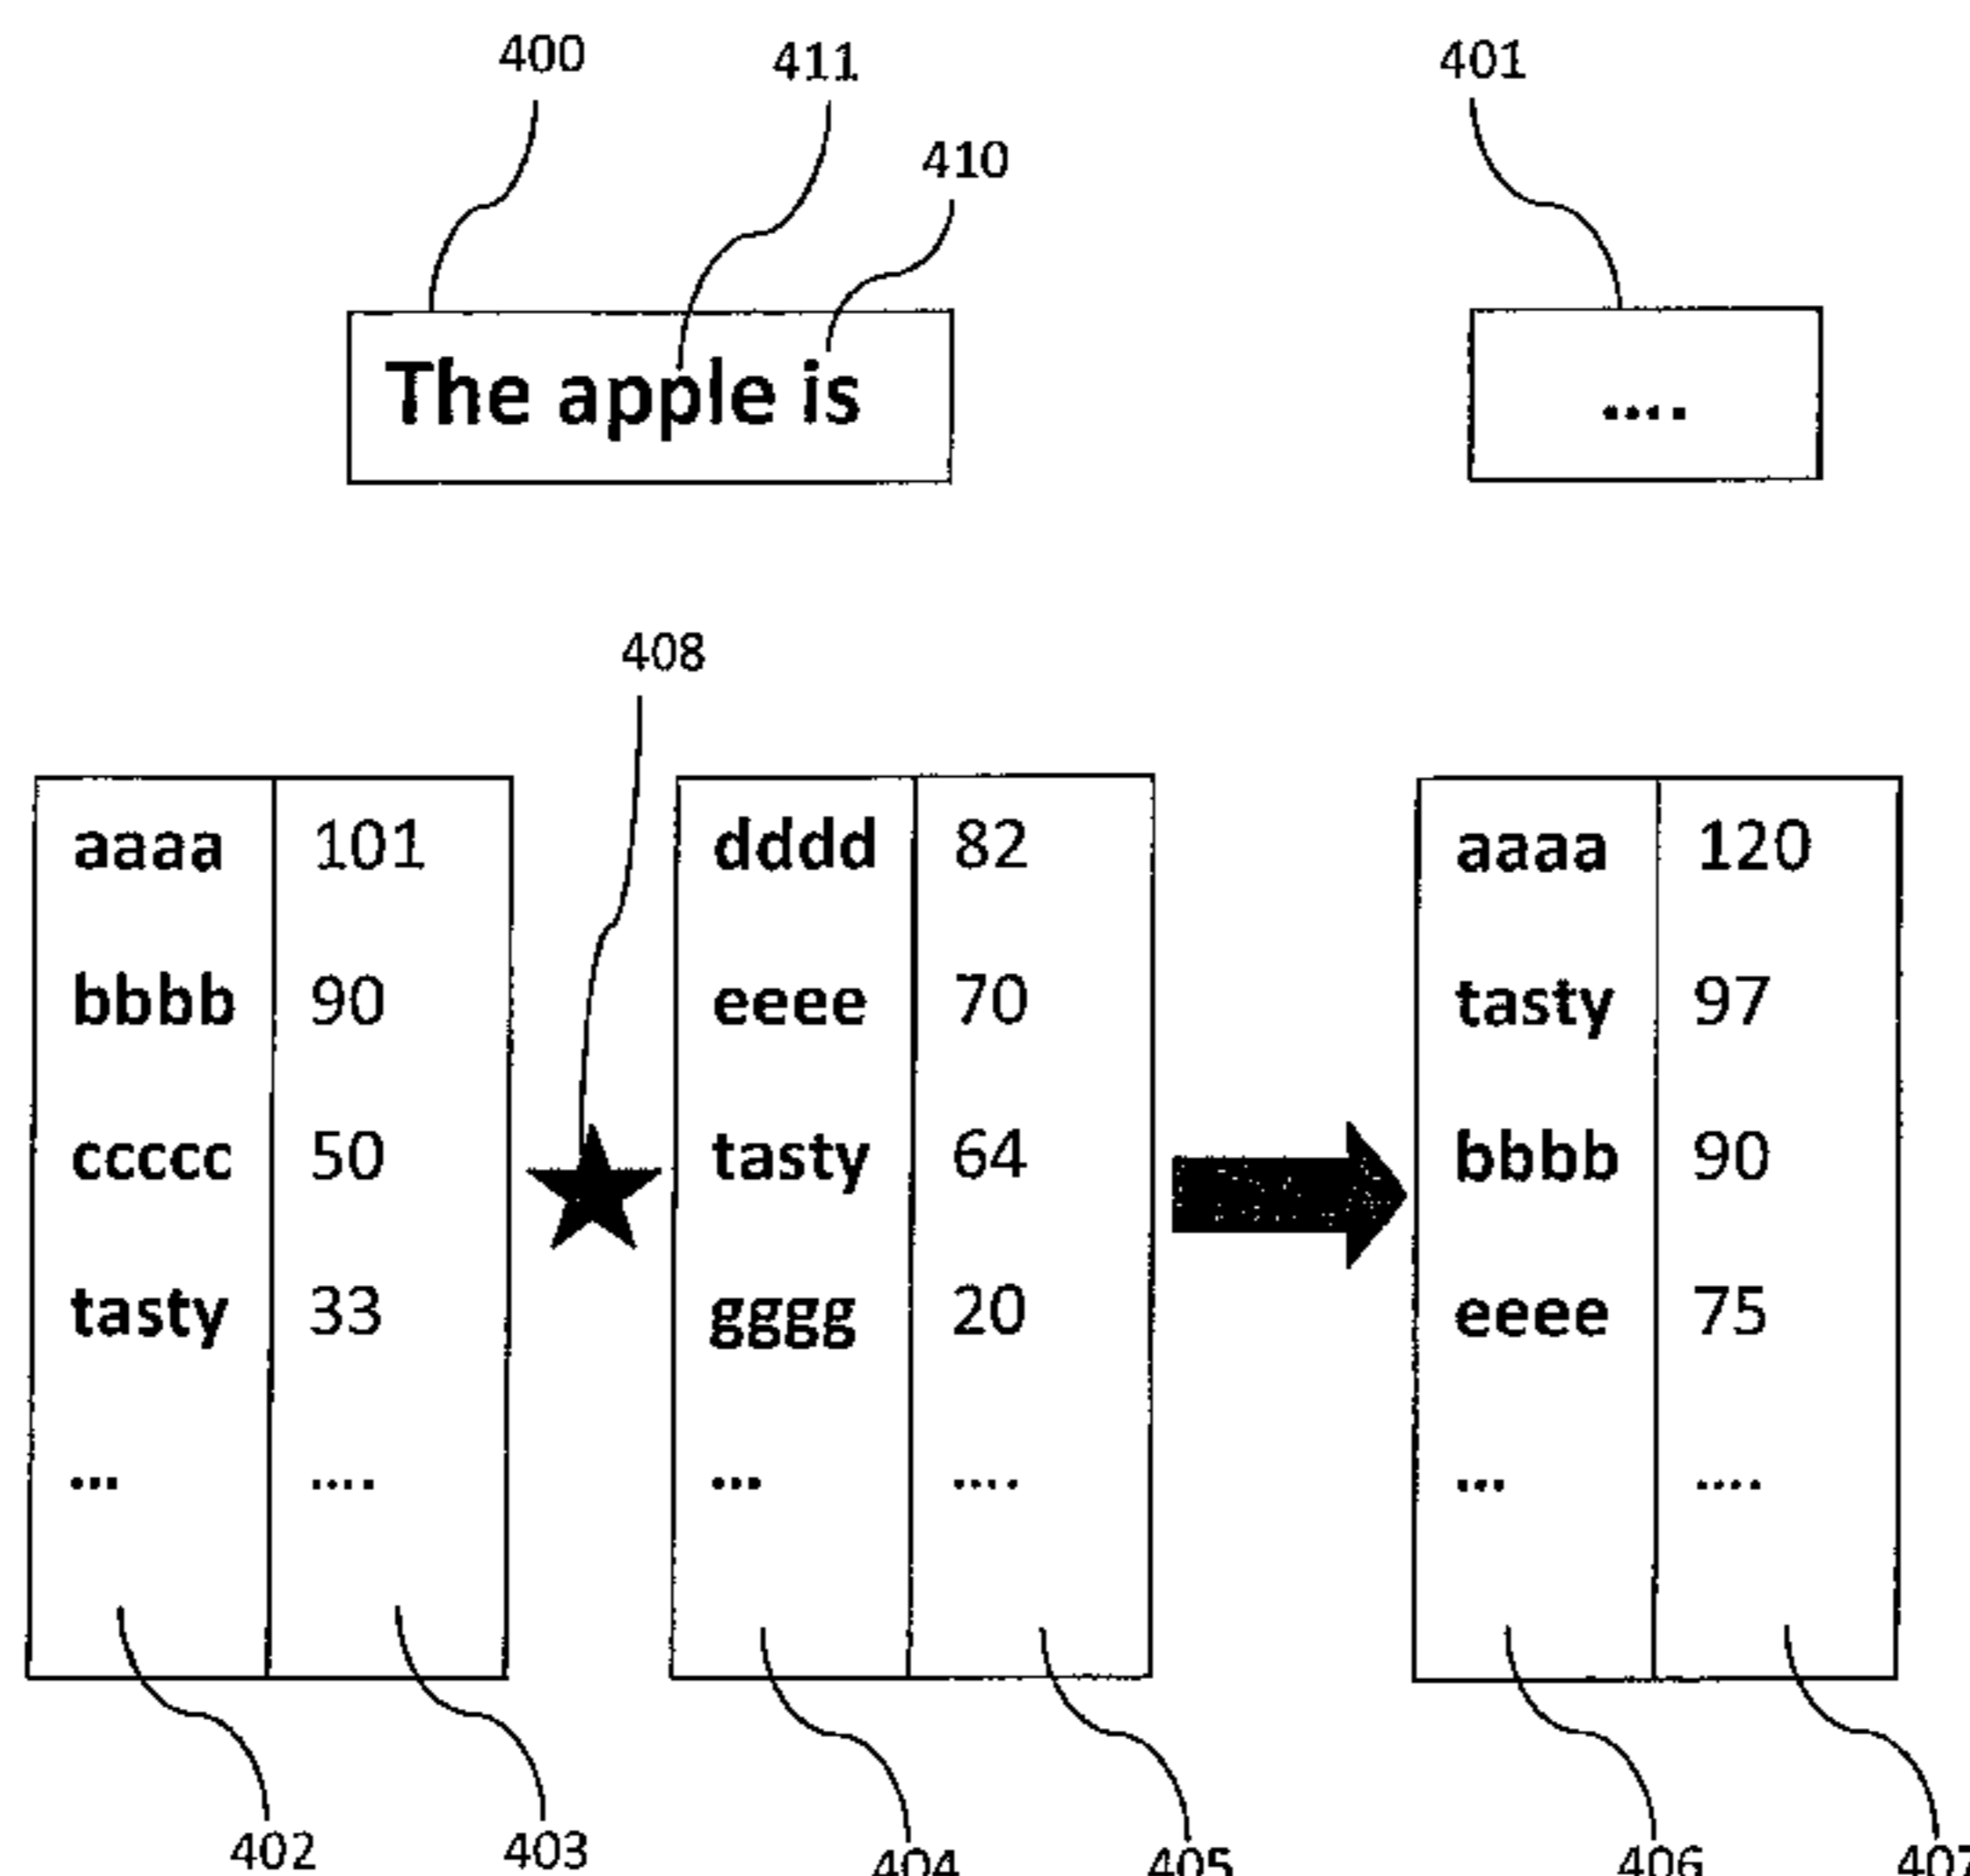 400 411 401
410
The apple is ....
408
aaaa 101 dddd 82 aaaa 120
bbbb 90 eeee 70 tasty 97
ccccc 50 tasty 64 bbbb 90
tasty 33 gggg 20 eeee 75
... .... ... .... ... ....
402 403 404 405 406 407